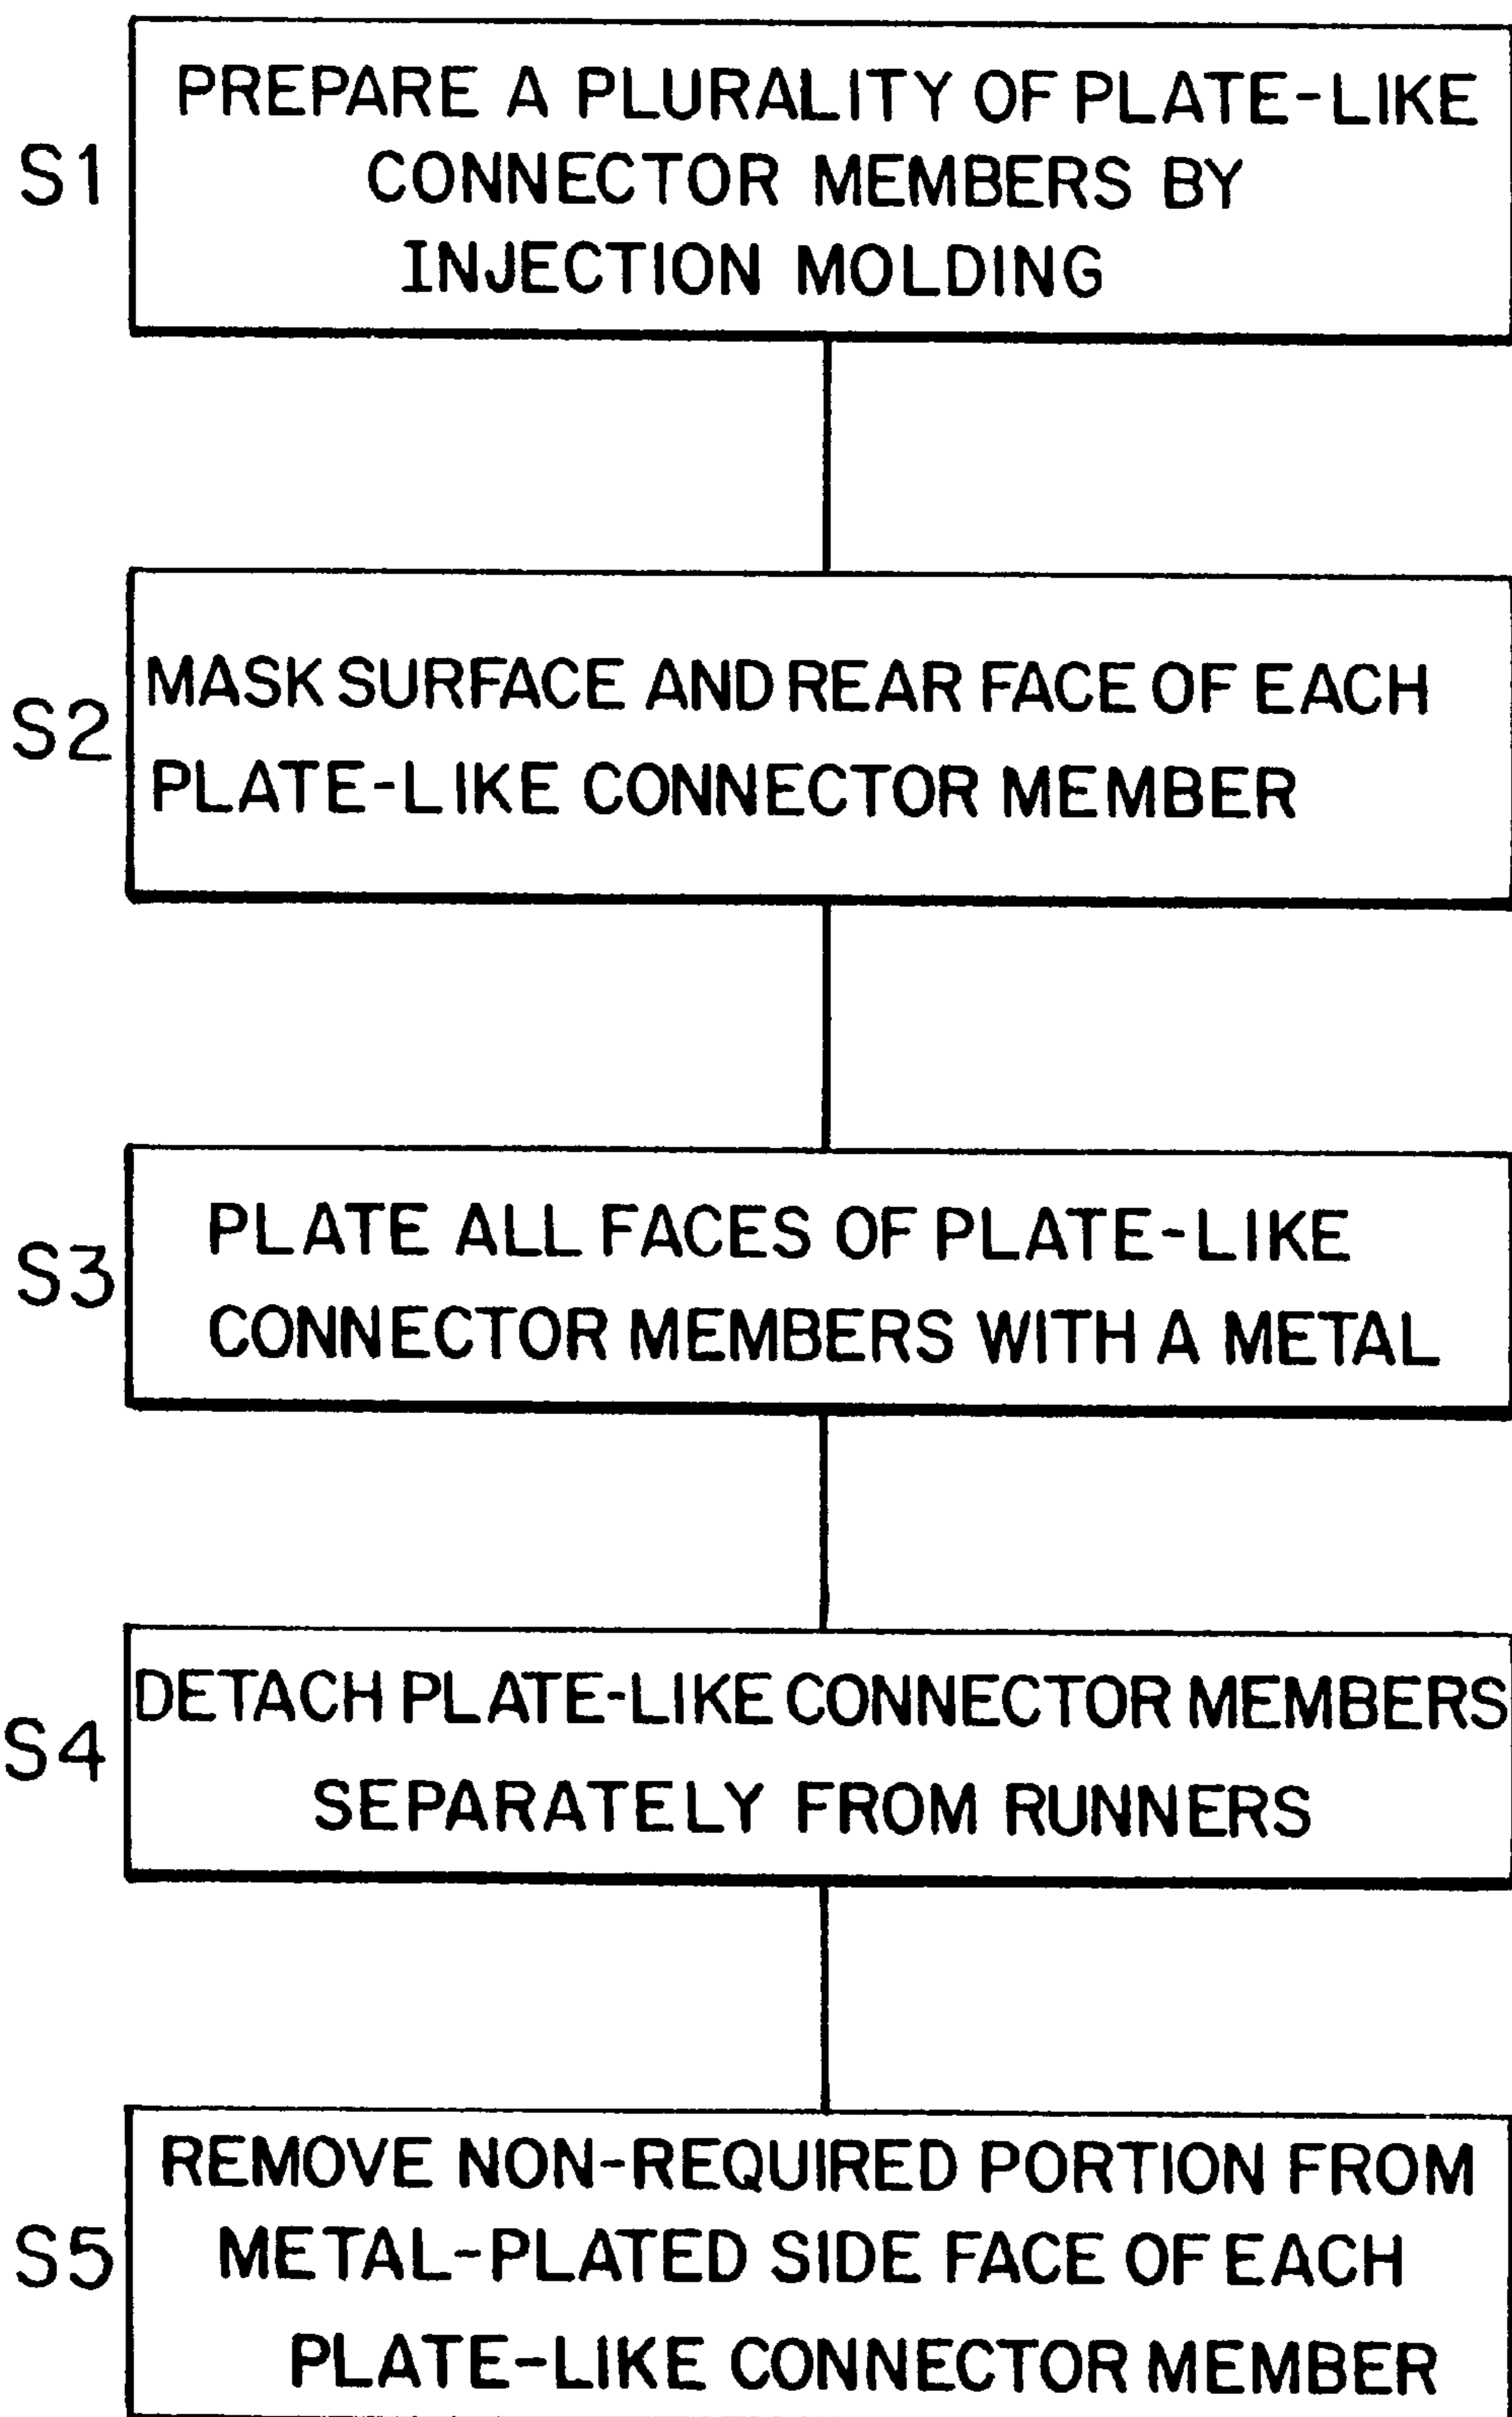 S1
PREPARE A PLURALITY OF PLATE-LIKE
CONNECTOR MEMBERS BY
INJECTION MOLDING
S2
MASK SURFACE AND REAR FACE OF EACH
PLATE-LIKE CONNECTOR MEMBER
S3
PLATE ALL FACES OF PLATE-LIKE
CONNECTOR MEMBERS WITH A METAL
S4
DETACH PLATE-LIKE CONNECTOR MEMBERS
SEPARATELY FROM RUNNERS
S5
REMOVE NON-REQUIRED PORTION FROM
METAL-PLATED SIDE FACE OF EACH
PLATE-LIKE CONNECTOR MEMBER